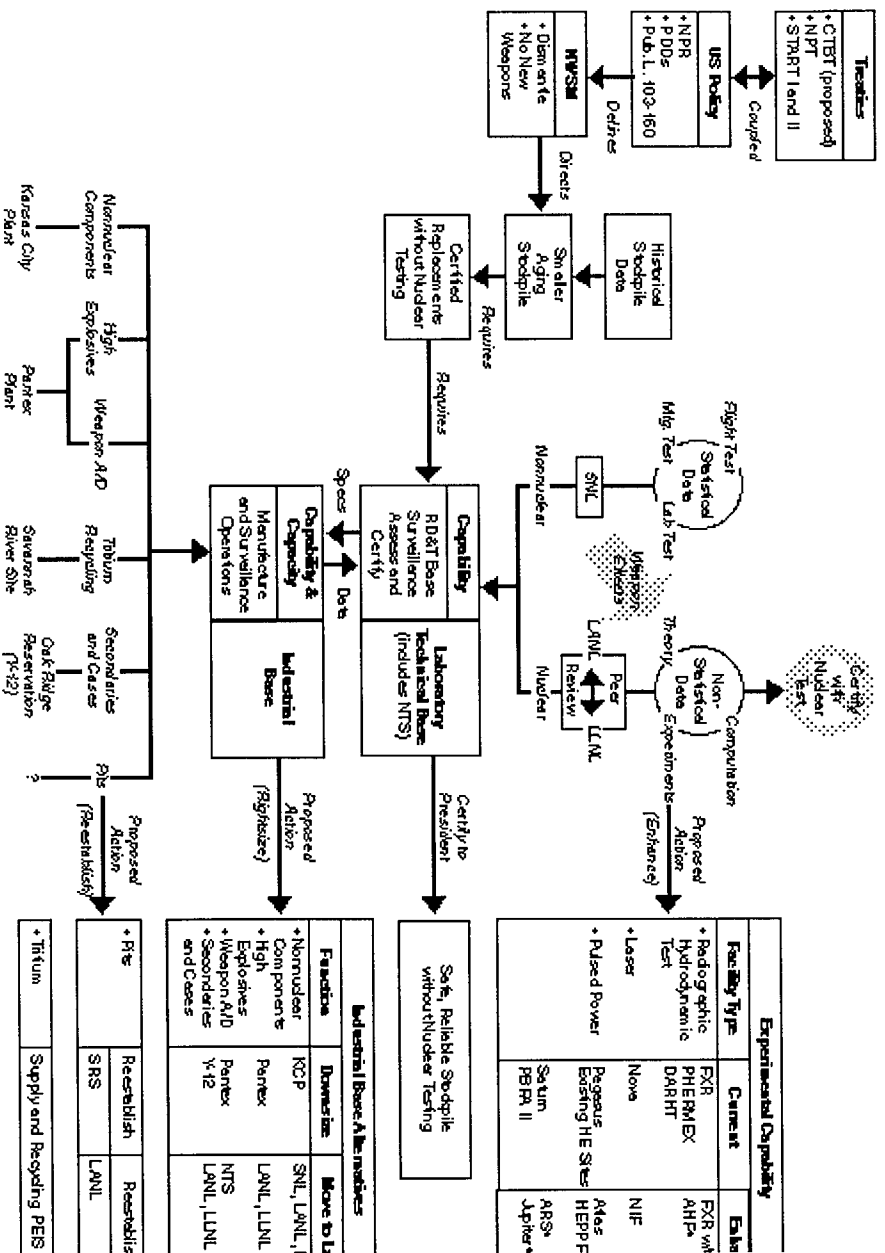 Treaties
• CTBT (proposed)
• NPT
• START I and II
Coupled
US Policy
• NPR
• PDDs
• Pub. L. 103-160
Defines
NWSM
• Dismantle
• No New
Weapons
Directs
Historical
Stockpile
Data
Smaller
Aging
Stockpile
Requires
Certified
Replacements
without Nuclear
Testing
Requires
Flight Test
Statistical
Data
Mfg. Test
Lab Test
SNL
Nonnuclear
Weapon
Effects
Certify
with
Nuclear
Test
Computation
Non-
Statistical
Data
Theory
Experiments
Peer
Review
LANL
LLNL
Nuclear
Proposed
Action
(Enhance)
Capability
RD&T Base
Surveillance
Assess and
Certify
Laboratory
Technical Base
(includes NTS)
Certify to
President
Safe, Reliable Stockpile
without Nuclear Testing
Specs
Data
Capability &
Capacity
Manufacture
and Surveillance
Operations
Industrial
Base
Proposed
Action
(Rightsize)
Nonnuclear
Components
Kansas City
Plant
High
Explosives
Weapon A/D
Pantex
Plant
Tritium
Recycling
Savannah
River Site
Secondaries
and Cases
Oak Ridge
Reservation
(Y-12)
Pits
?
Proposed
Action
(Reestablish)
Experimental Capability
Facility Type
Current
• Radiographic
Hydrodynamic
Test
FXR
PHERMEX
DARHT
FXR
AHF*
• Laser
Nova
NIF
• Pulsed Power
Pegasus
Existing HE Sites
Saturn
PBFA II
Atlas
HEPPF
ARS*
Jupiter*
Industrial Base Alternatives
Function
Downsize
Move to
• Nonnuclear
Components
KCP
SNL, LANL,
• High
Explosives
Pantex
LANL, LLNL
• Weapon A/D
Pantex
NTS
• Secondaries
and Cases
Y-12
LANL, LLNL
• Pits
Reestablish
SRS
LANL
• Tritium
Supply and Recycling PEIS